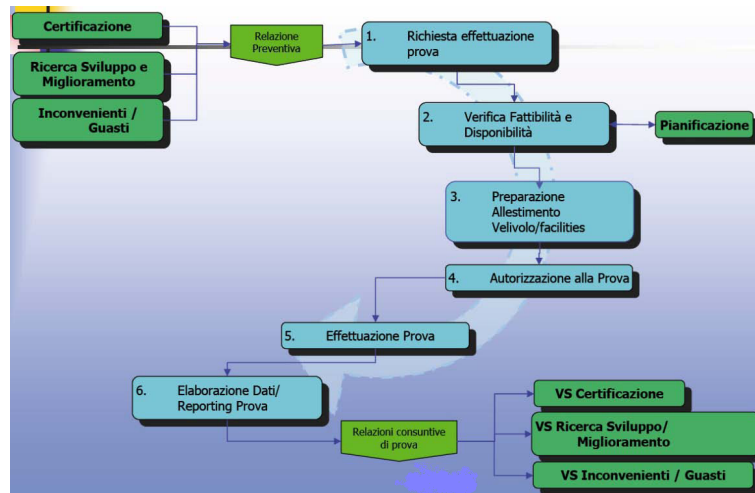 Certificazione
Ricerca Sviluppo e
Miglioramento
Inconvenienti /
Guasti
Relazione
Preventiva
1. Richiesta effettuazione
prova
2. Verifica Fattibilità e
Disponibilità
Pianificazione
3. Preparazione
Allestimento
Velivolo/facilities
4. Autorizzazione alla Prova
5. Effettuazione Prova
6. Elaborazione Dati/
Reporting Prova
Relazioni consuntive
di prova
VS Certificazione
VS Ricerca Sviluppo/
Miglioramento
VS Inconvenienti / Guasti